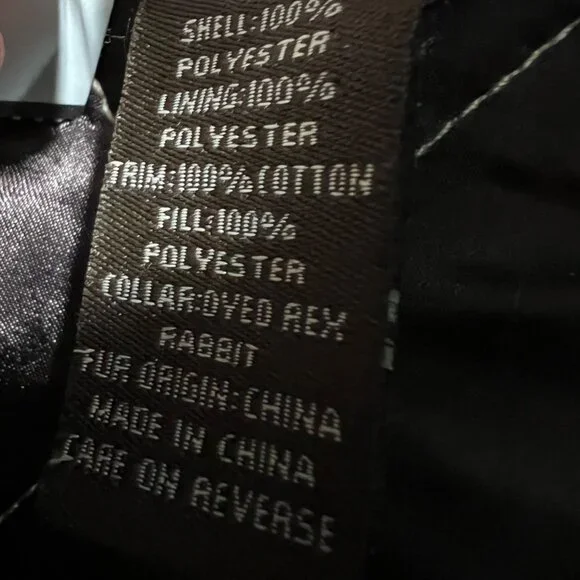 SHELL:100%
POLYESTER
LINING:100%
POLYESTER
TRIM:100% COTTON
FILL:100%
POLYESTER
COLLAR:DYED REX
RABBIT
FUR ORIGIN:CHINA
MADE IN CHINA
CARE ON REVERSE